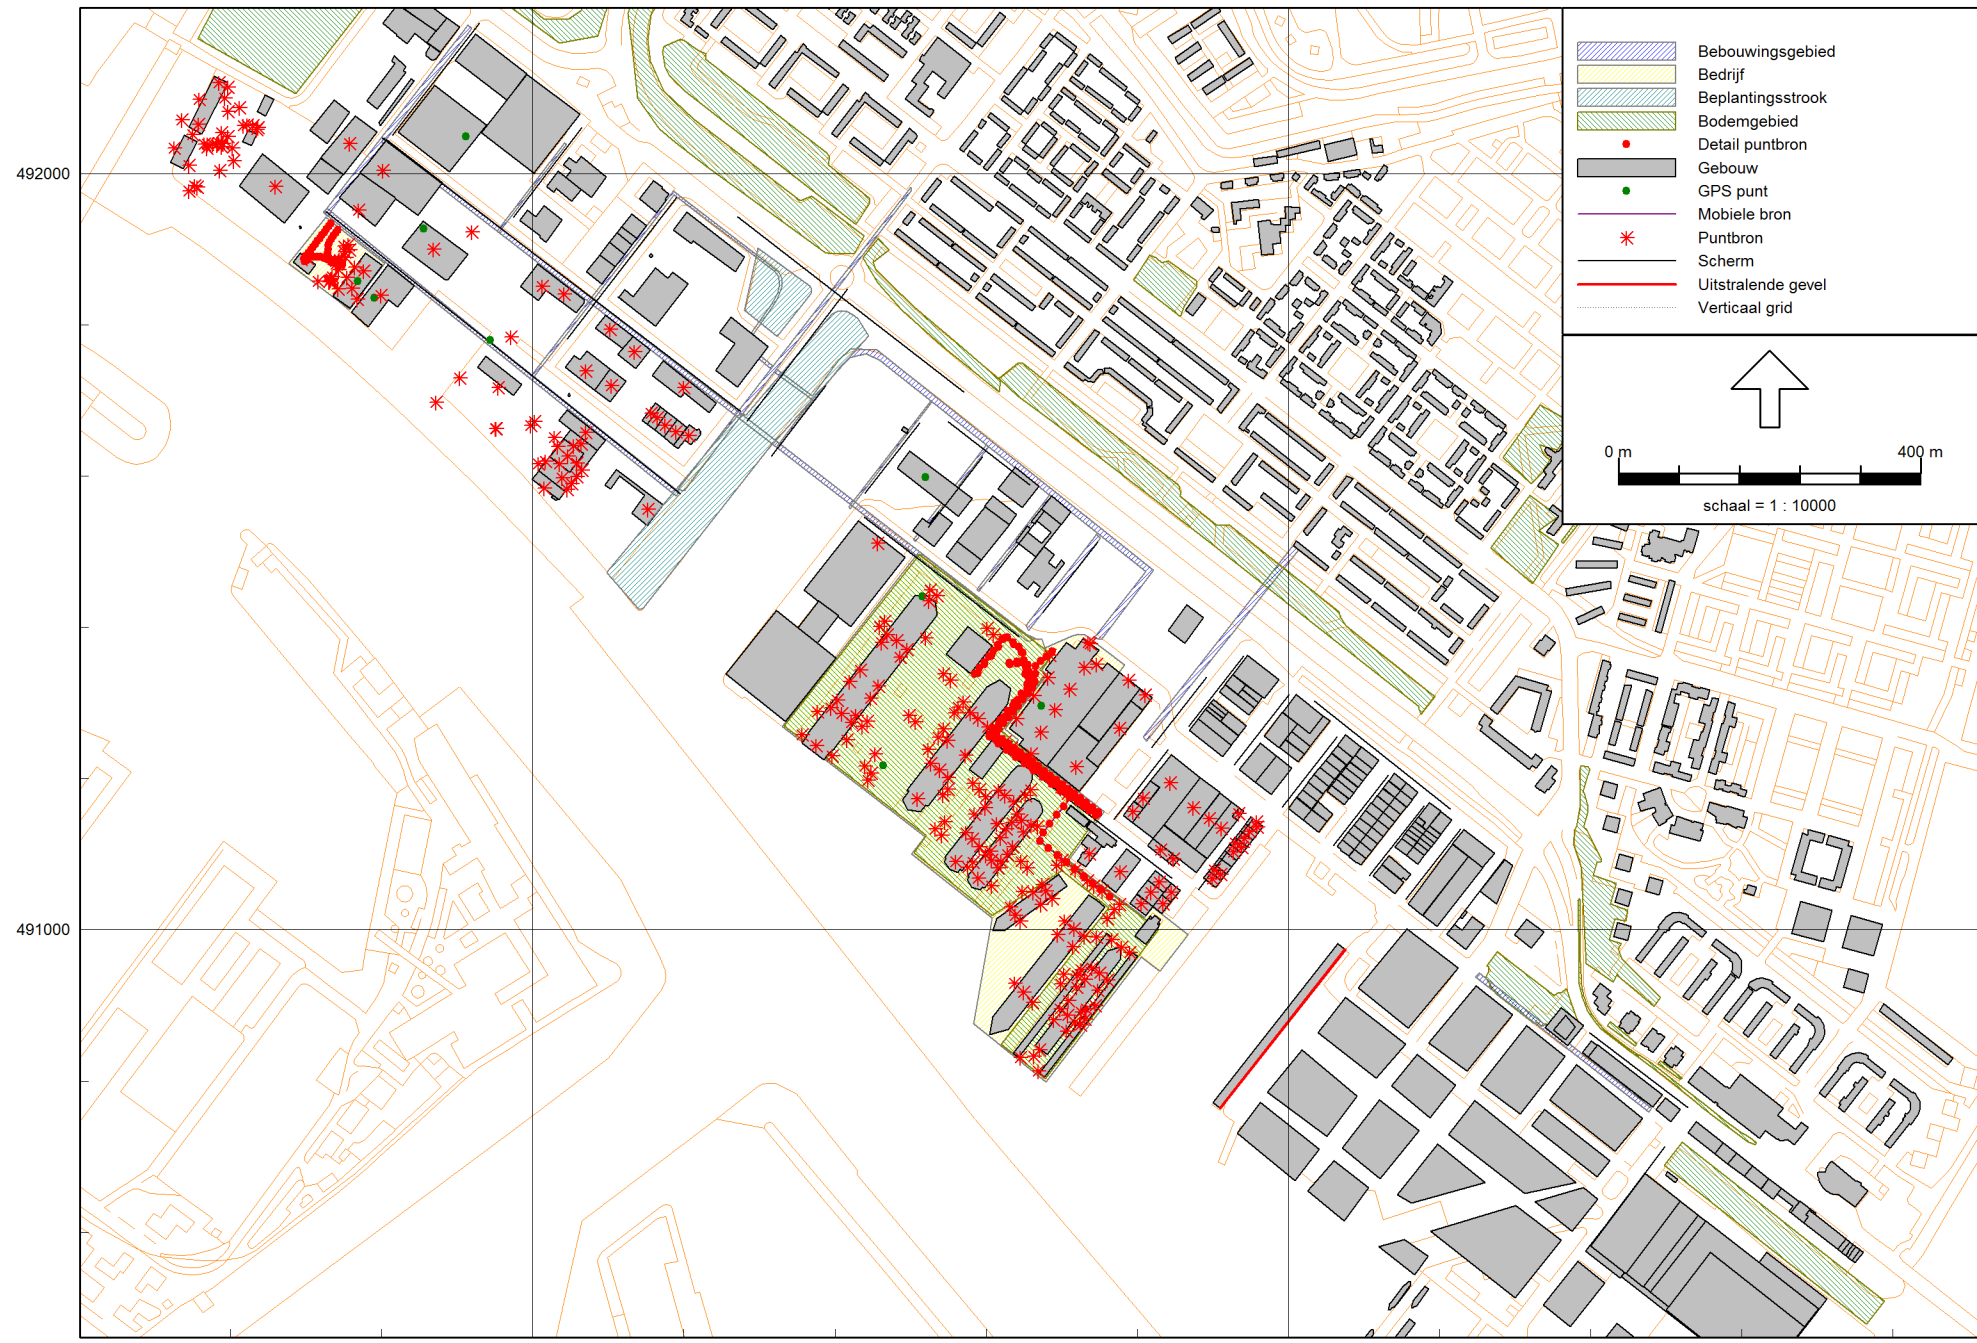 Bebouwingsgebied
Bedrijf
Beplantingsstrook
Bodemgebied
Detail puntbron
Gebouw
GPS punt
Mobiele bron
Puntbron
Scherm
Uitstralende gevel
Verticaal grid
0 m 400 m
schaal = 1 : 10000
492000
491000